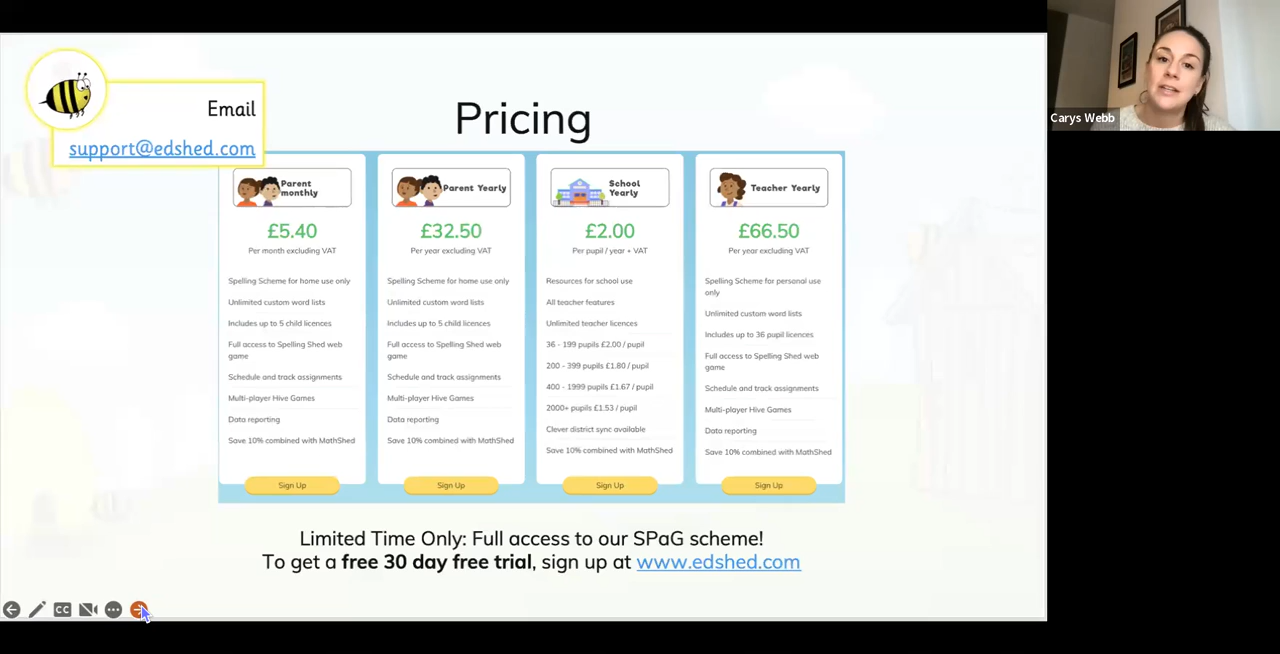 Email
support@edshed.com
Pricing
Carys Webb
Parent
monthly
£5.40
Per month excluding VAT
Spelling Scheme for home use only
Unlimited custom word lists
Includes up to 5 child licences
Full access to Spelling Shed web
game
Schedule and track assignments
Multi-player Hive Games
Data reporting
Save 10% combined with MathShed
Sign Up
Parent Yearly
£32.50
Per year excluding VAT
Spelling Scheme for home use only
Unlimited custom word lists
Includes up to 5 child licences
Full access to Spelling Shed web
game
Schedule and track assignments
Multi-player Hive Games
Data reporting
Save 10% combined with MathShed
Sign Up
School
Yearly
£2.00
Per pupil / year + VAT
Resources for school use
All teacher features
Unlimited teacher licences
36 - 199 pupils £2.00 / pupil
200 - 399 pupils £1.80 / pupil
400 - 1999 pupils £1.67 / pupil
2000+ pupils £1.53 / pupil
Clever district sync available
Save 10% combined with MathShed
Sign Up
Teacher Yearly
£66.50
Per year excluding VAT
Spelling Scheme for personal use
only
Unlimited custom word lists
Includes up to 36 pupil licences
Full access to Spelling Shed web
game
Schedule and track assignments
Multi-player Hive Games
Data reporting
Save 10% combined with MathShed
Sign Up
Limited Time Only: Full access to our SPaG scheme!
To get a free 30 day free trial, sign up at www.edshed.com
CC